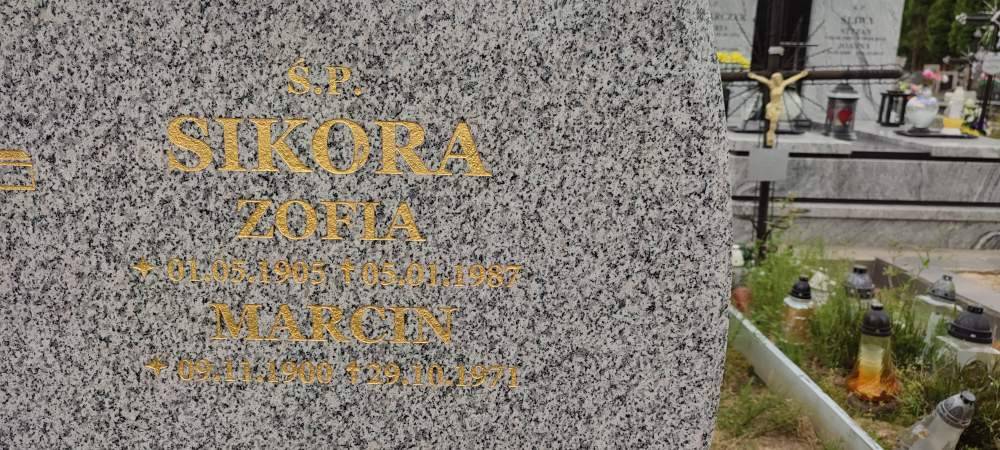 Ś.P.
SIKORA
ZOFIA
01.05.1905 † 05.01.1987
MARCIN
09.11.1900 † 29.10.1971